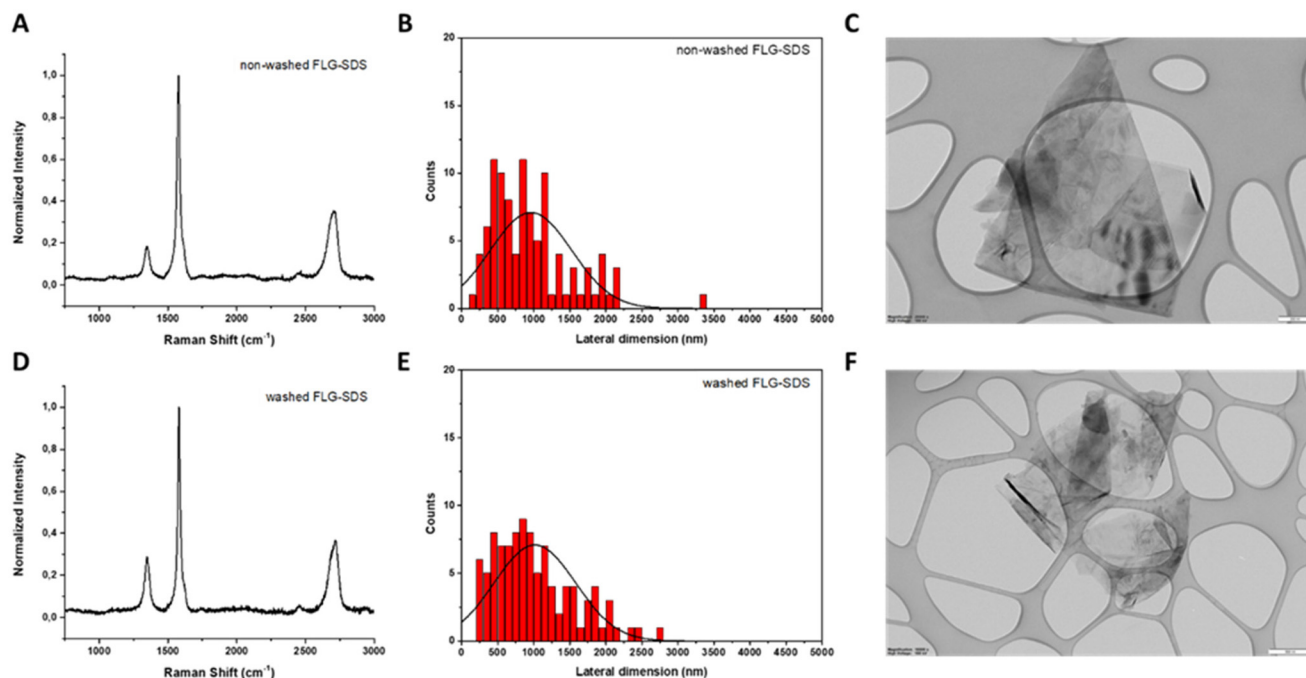 A
non-washed FLG-SDS
Normalized Intensity
1,0
0,8
0,6
0,4
0,2
0,0
1000 1500 2000 2500 3000
Raman Shift (cm⁻¹)
B
non-washed FLG-SDS
Counts
20
15
10
5
0
0 500 1000 1500 2000 2500 3000 3500 4000 4500 5000
Lateral dimension (nm)
C
D
washed FLG-SDS
Normalized Intensity
1,0
0,8
0,6
0,4
0,2
0,0
1000 1500 2000 2500 3000
Raman Shift (cm⁻¹)
E
washed FLG-SDS
Counts
20
15
10
5
0
0 500 1000 1500 2000 2500 3000 3500 4000 4500 5000
Lateral dimension (nm)
F